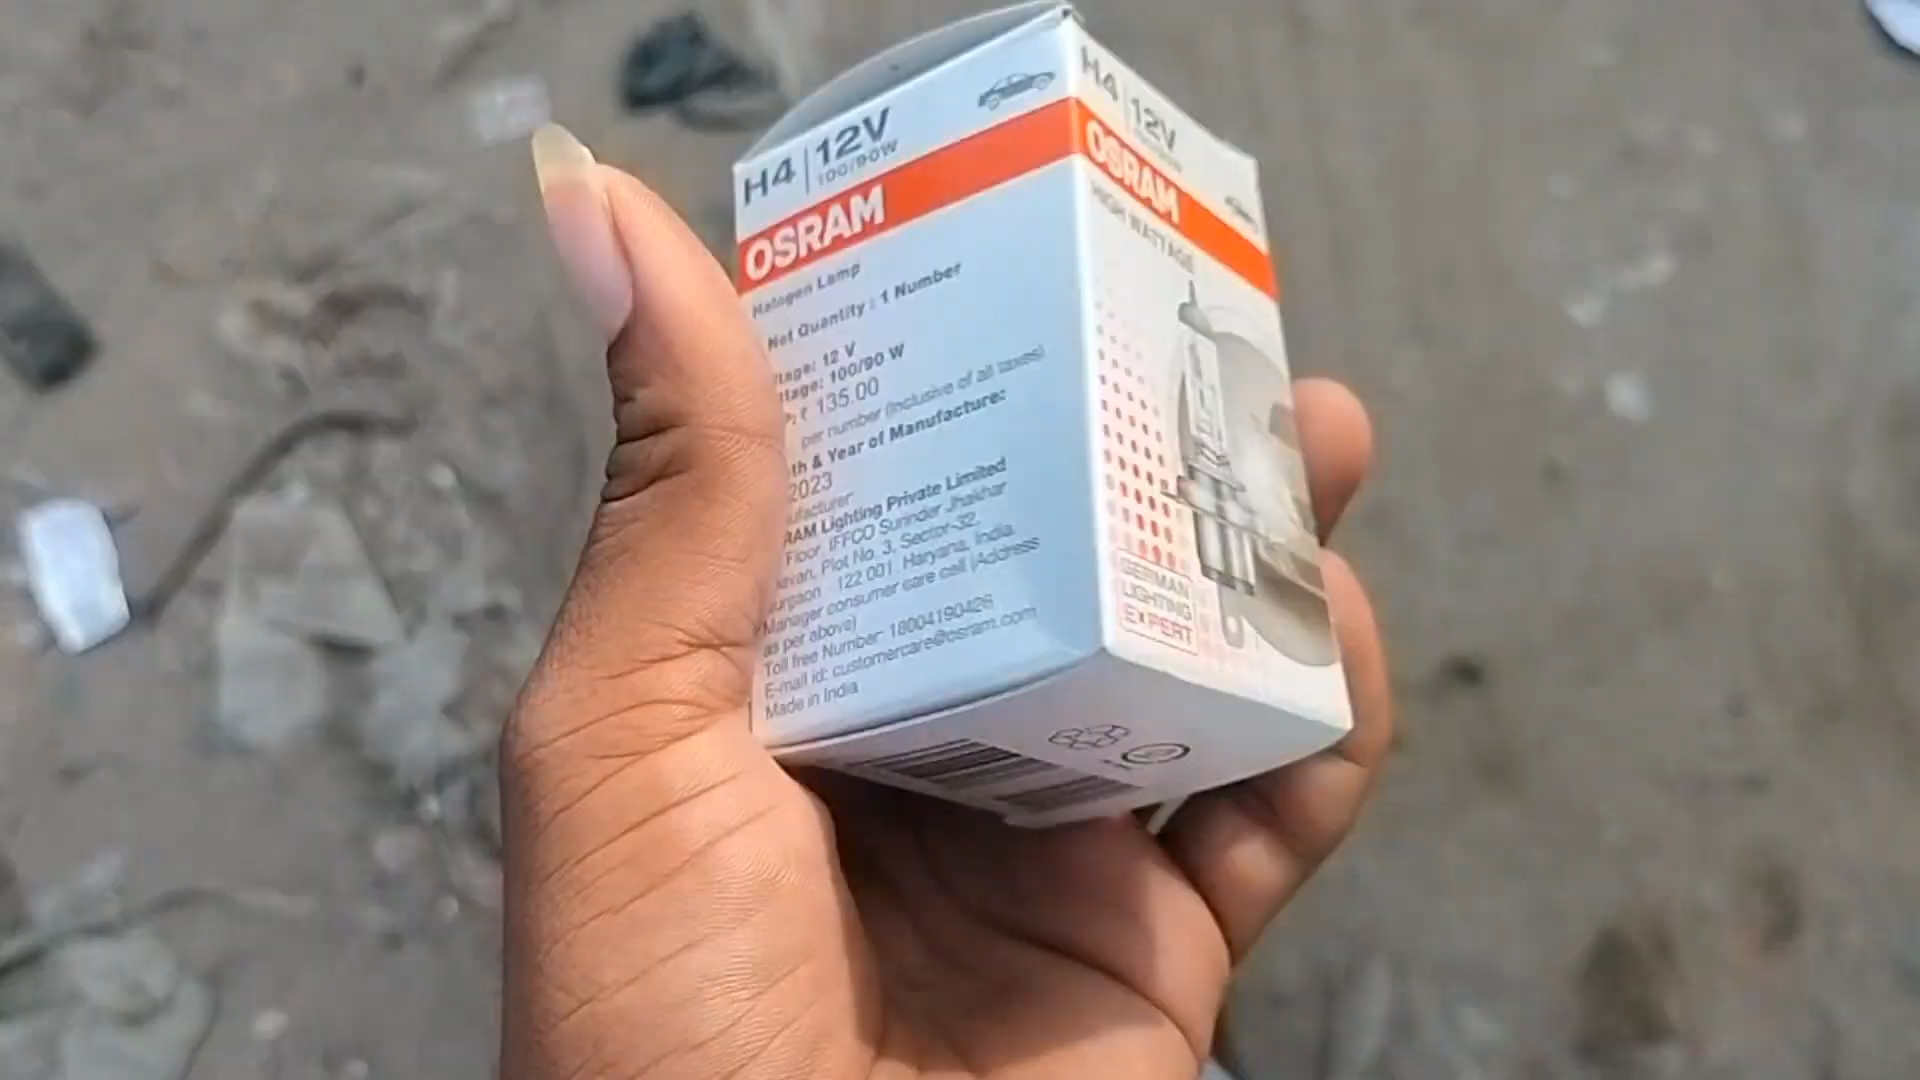 H4 | 12V
100/90W
OSRAM
Halogen Lamp
Net Quantity : 1 Number
ltage: 12 V
ttage: 100/90 W
P: ₹ 135.00
per number (inclusive of all taxes)
th & Year of Manufacture:
2023
ufacturer
RAM Lighting Private Limited
Floor, IFFCO Surinder Jhakhar
avan, Plot No. 3, Sector-32,
urgaon - 122 001, Haryana, India.
Manager consumer care cell (Address
as per above)
Toll free Number: 18004190426
E-mail id: customercare@osram.com
Made in India
H4 | 12V
OSRAM
HIGH WATTAGE
GERMAN
LIGHTING
EXPERT